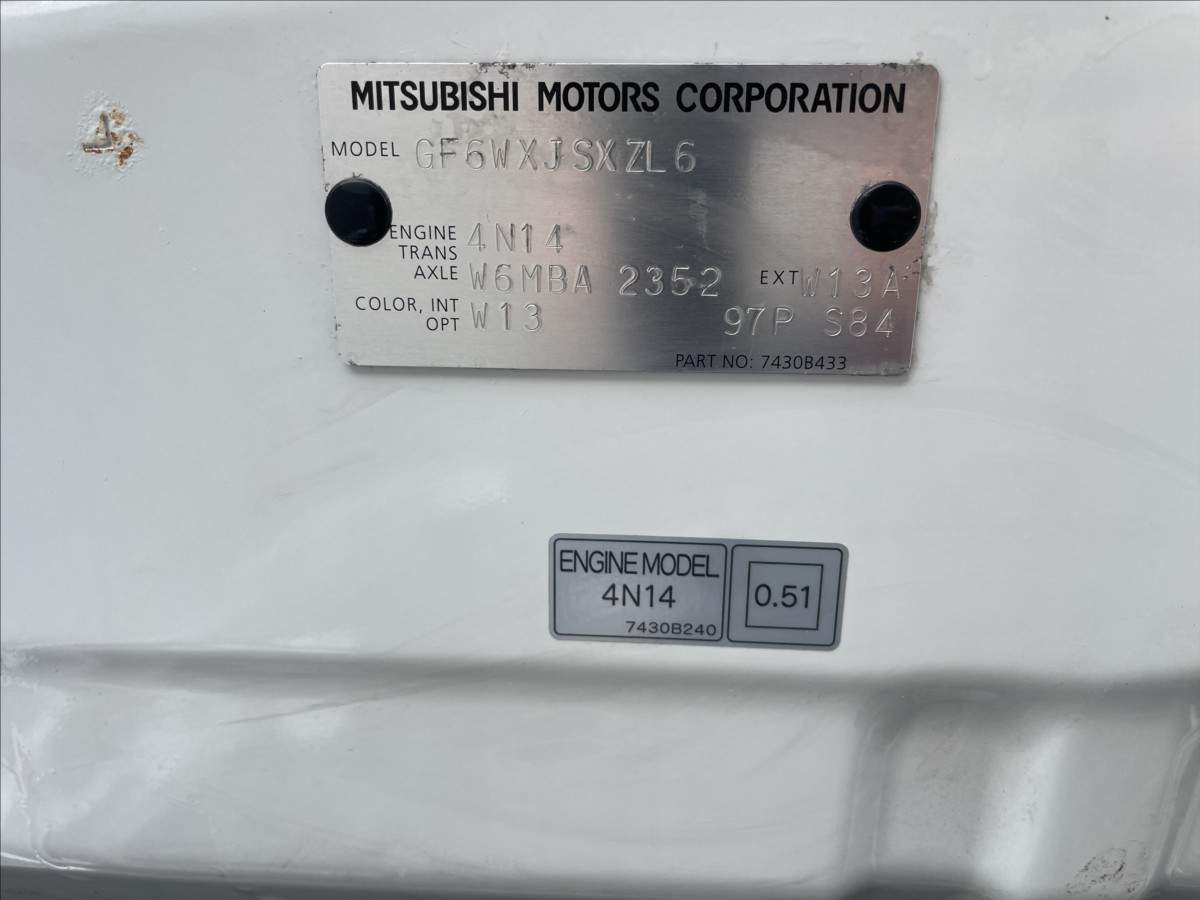 MITSUBISHI MOTORS CORPORATION
MODEL GF6WXJSXZL6
ENGINE 4N14
TRANS
AXLE W6MBA 2352 EXT W13A
COLOR, INT W13 97P S84
OPT
PART NO: 7430B433
ENGINE MODEL
4N14
7430B240
0.51